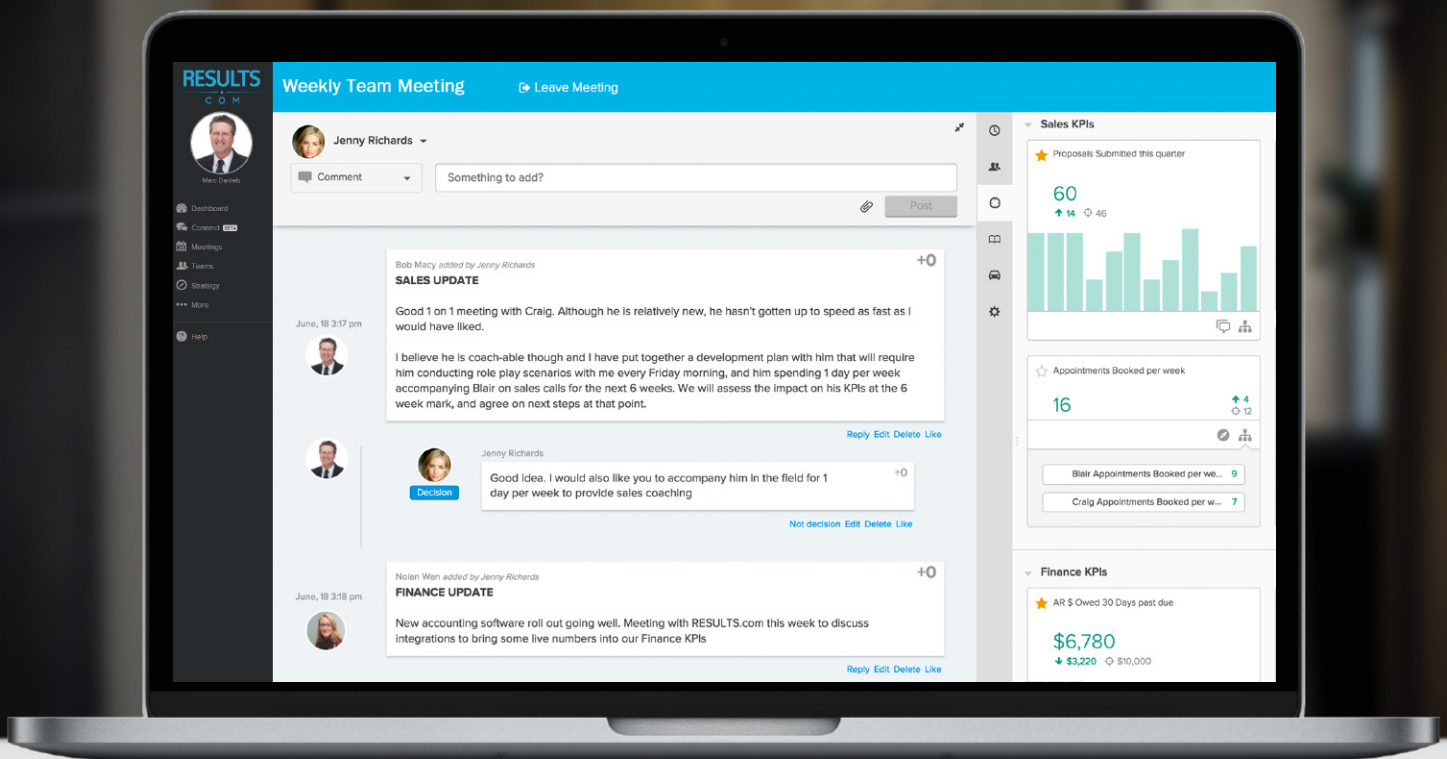 RESULTS
.COM
Marc Daniels
Dashboard
Connect BETA
Meetings
Teams
Strategy
More
Help
Weekly Team Meeting
Leave Meeting
Jenny Richards
Comment
Something to add?
Post
June, 18 3:17 pm
Bob Macy added by Jenny Richards
+0
SALES UPDATE
Good 1 on 1 meeting with Craig. Although he is relatively new, he hasn't gotten up to speed as fast as I
would have liked.
I believe he is coach-able though and I have put together a development plan with him that will require
him conducting role play scenarios with me every Friday morning, and him spending 1 day per week
accompanying Blair on sales calls for the next 6 weeks. We will assess the impact on his KPIs at the 6
week mark, and agree on next steps at that point.
Reply Edit Delete Like
Jenny Richards
Decision
+0
Good idea. I would also like you to accompany him in the field for 1
day per week to provide sales coaching
Not decision Edit Delete Like
June, 18 3:18 pm
Nolan Wan added by Jenny Richards
+0
FINANCE UPDATE
New accounting software roll out going well. Meeting with RESULTS.com this week to discuss
integrations to bring some live numbers into our Finance KPIs
Reply Edit Delete Like
Sales KPIs
Proposals Submitted this quarter
60
14 46
Appointments Booked per week
16
4
12
Blair Appointments Booked per we... 9
Craig Appointments Booked per w... 7
Finance KPIs
AR $ Owed 30 Days past due
$6,780
$3,220 $10,000